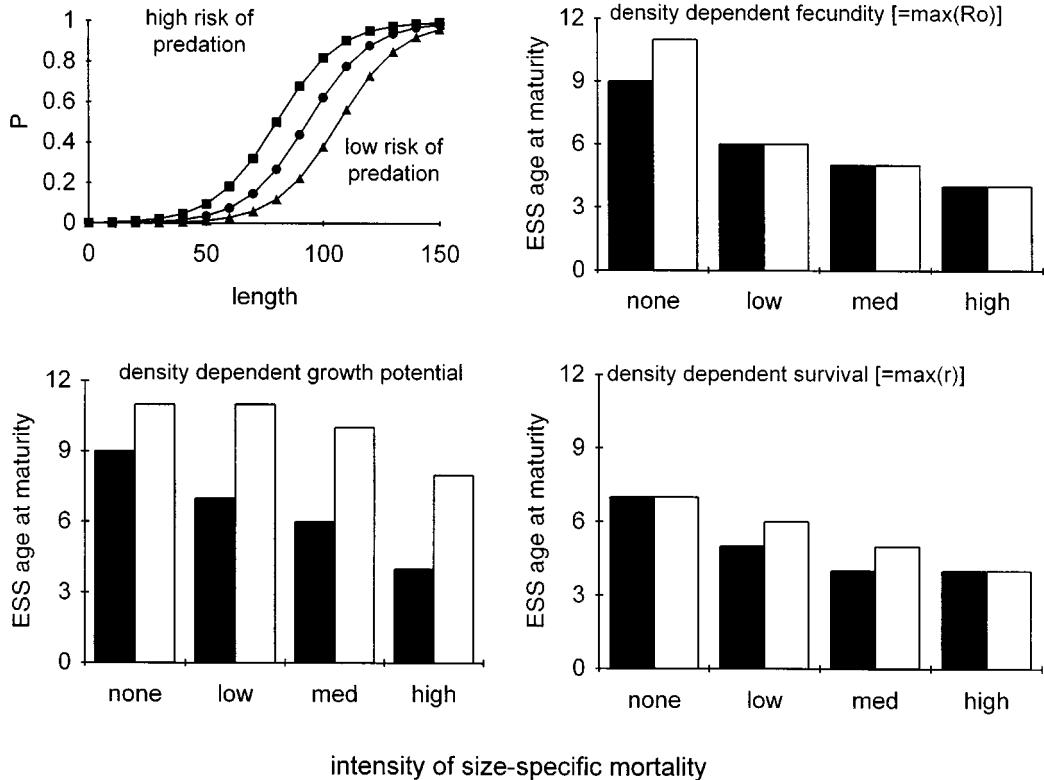 high risk of
predation
low risk of
predation
P
1
0.8
0.6
0.4
0.2
0
0
50
100
150
length
density dependent fecundity [=max(Ro)]
ESS age at maturity
12
9
6
3
0
none
low
med
high
density dependent growth potential
ESS age at maturity
12
9
6
3
0
none
low
med
high
density dependent survival [=max(r)]
ESS age at maturity
12
9
6
3
0
none
low
med
high
intensity of size-specific mortality